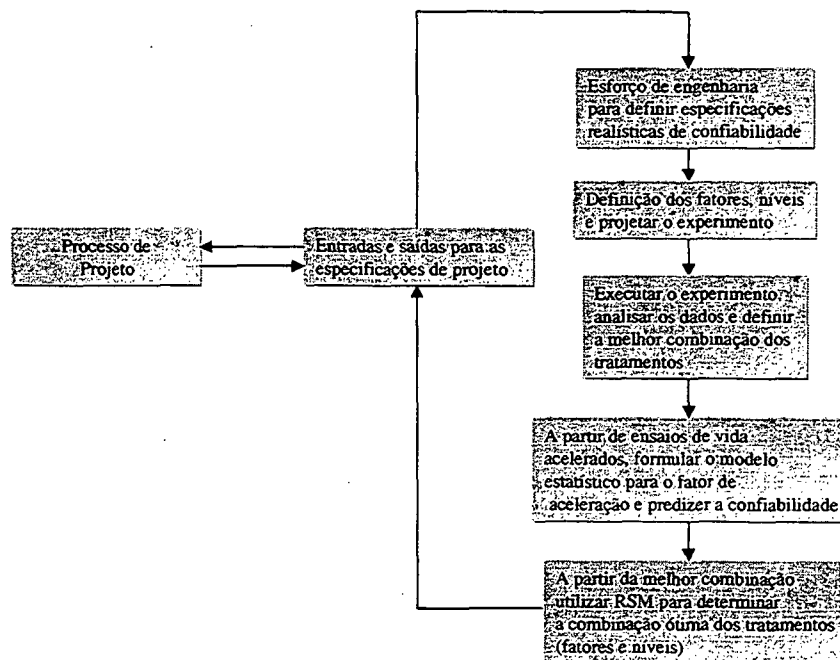 Esforço de engenharia
para definir especificações
realísticas de confiabilidade
Definição dos fatores, níveis
e projetar o experimento
Processo de
Projeto
Entradas e saídas para as
especificações de projeto
Executar o experimento,
analisar os dados e definir
a melhor combinação dos
tratamentos
A partir de ensaios de vida
acelerados, formular o modelo
estatístico para o fator de
aceleração e predizer a confiabilidade
A partir da melhor combinação
utilizar RSM para determinar
a combinação ótima dos tratamentos
(fatores e níveis)